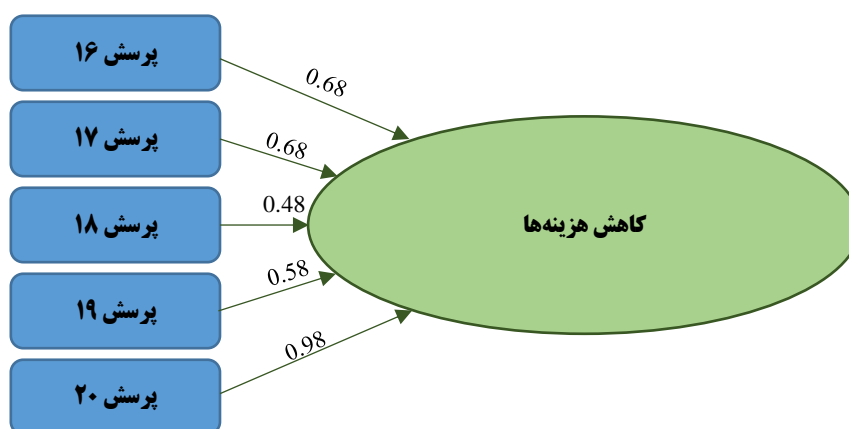 پرسش ۱۶
0.68
پرسش ۱۷
0.68
پرسش ۱۸
0.48
کاهش هزینه‌ها
پرسش ۱۹
0.58
پرسش ۲۰
0.98